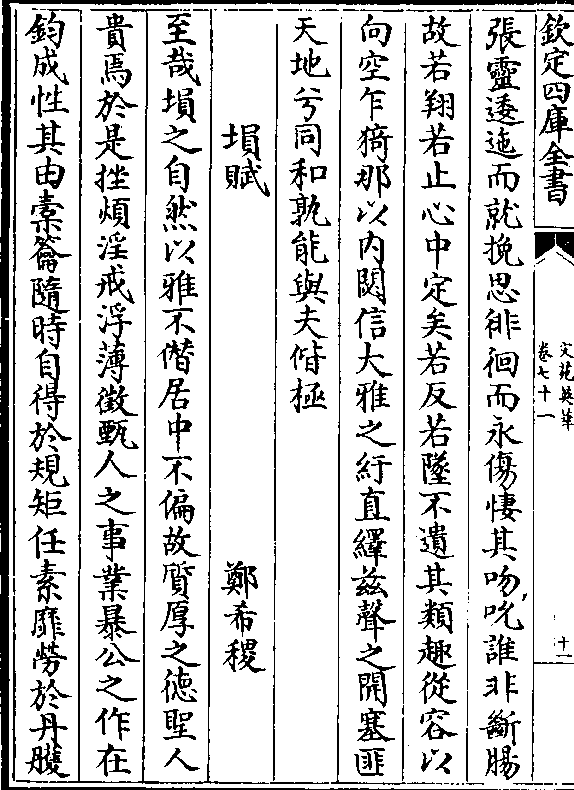 欽定四庫全書
文苑英華
卷七十一
十一
張靈逶迤而就挽思徘徊而永傷悽其吻吮誰非斷腸
故若翔若止心中定矣若反若墜不遺其類趣從容以
向空乍猗那以内閟信大雅之紆直繹兹聲之開塞匪
天地兮同和孰能與夫偕極
塤賦
鄭希稷
至哉塤之自然以雅不僭居中不偏故質厚之徳聖人
貴焉於是挫煩淫戒浮薄徵甄人之事業暴公之作在
鈞成性其由橐籥隨時自得於規矩任素靡勞於丹雘